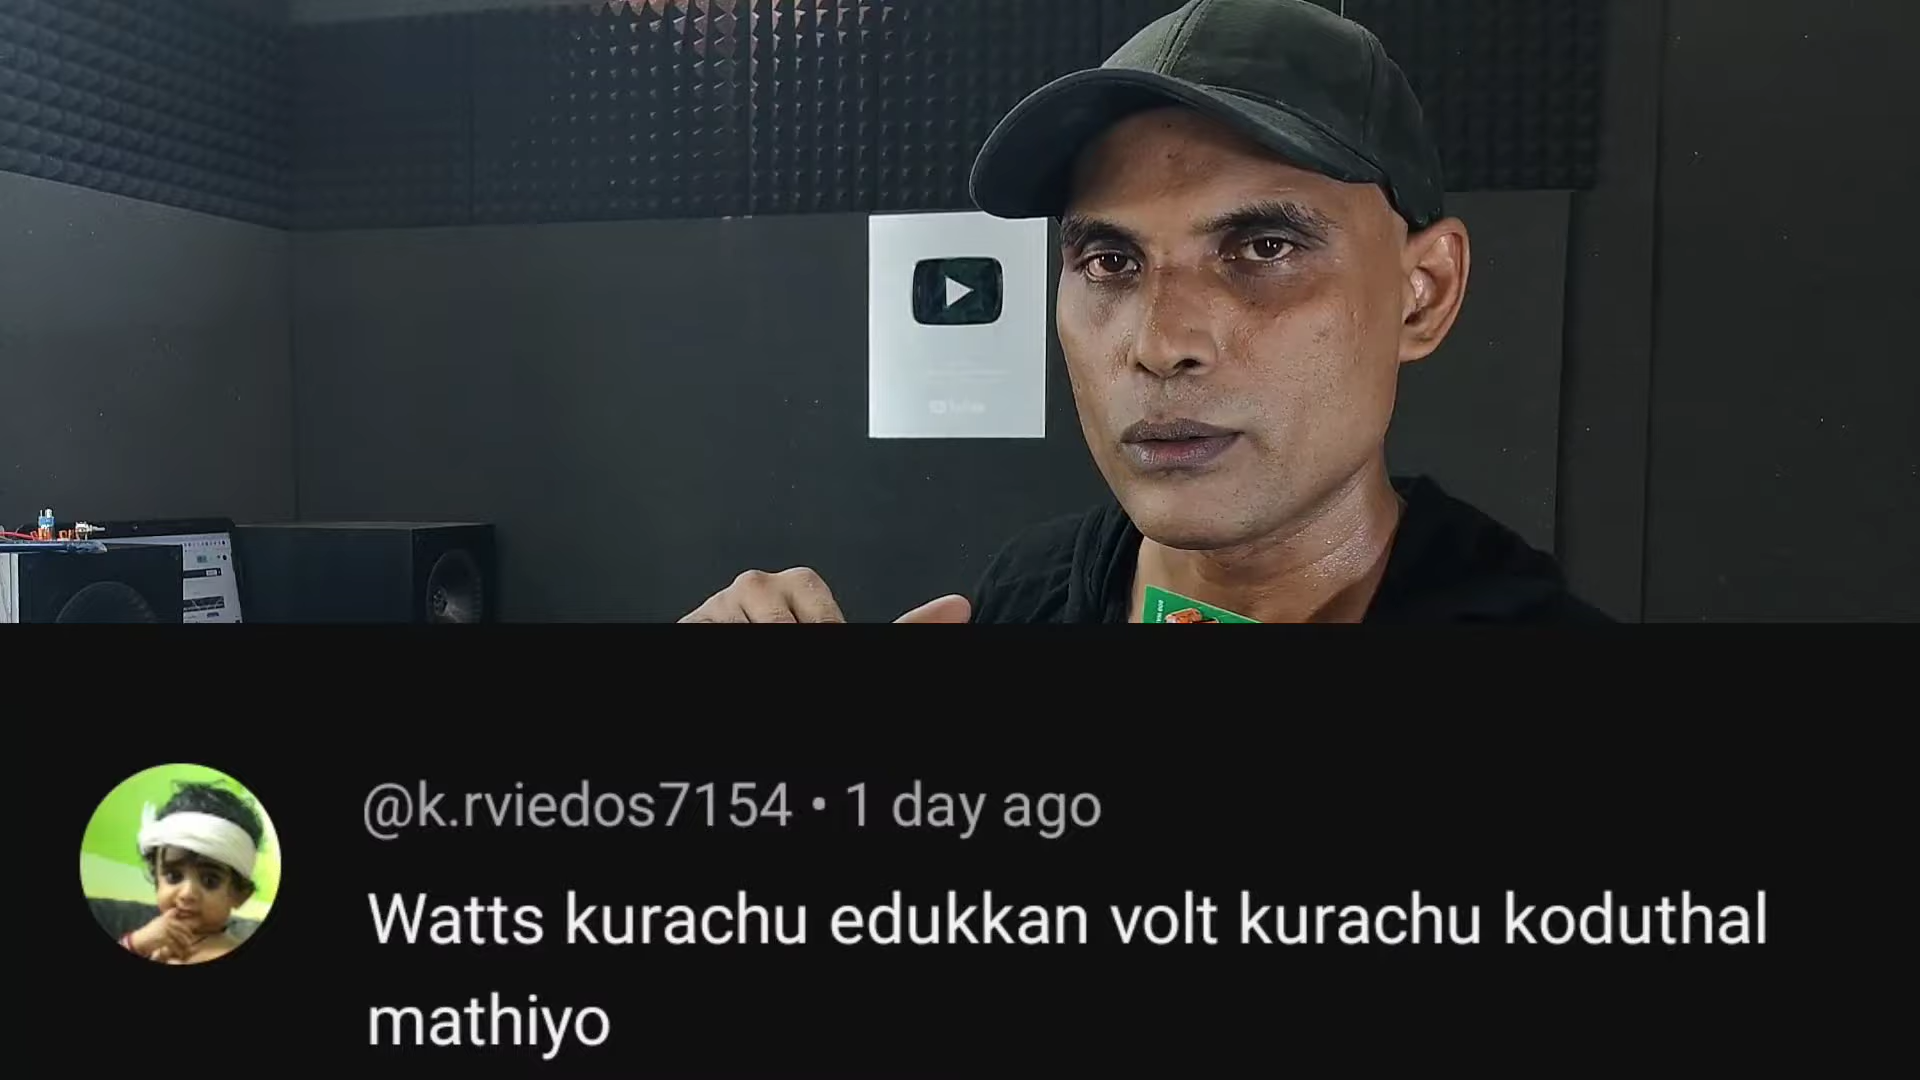 @k.rviedos7154 • 1 day ago
Watts kurachu edukkan volt kurachu koduthal
mathiyo